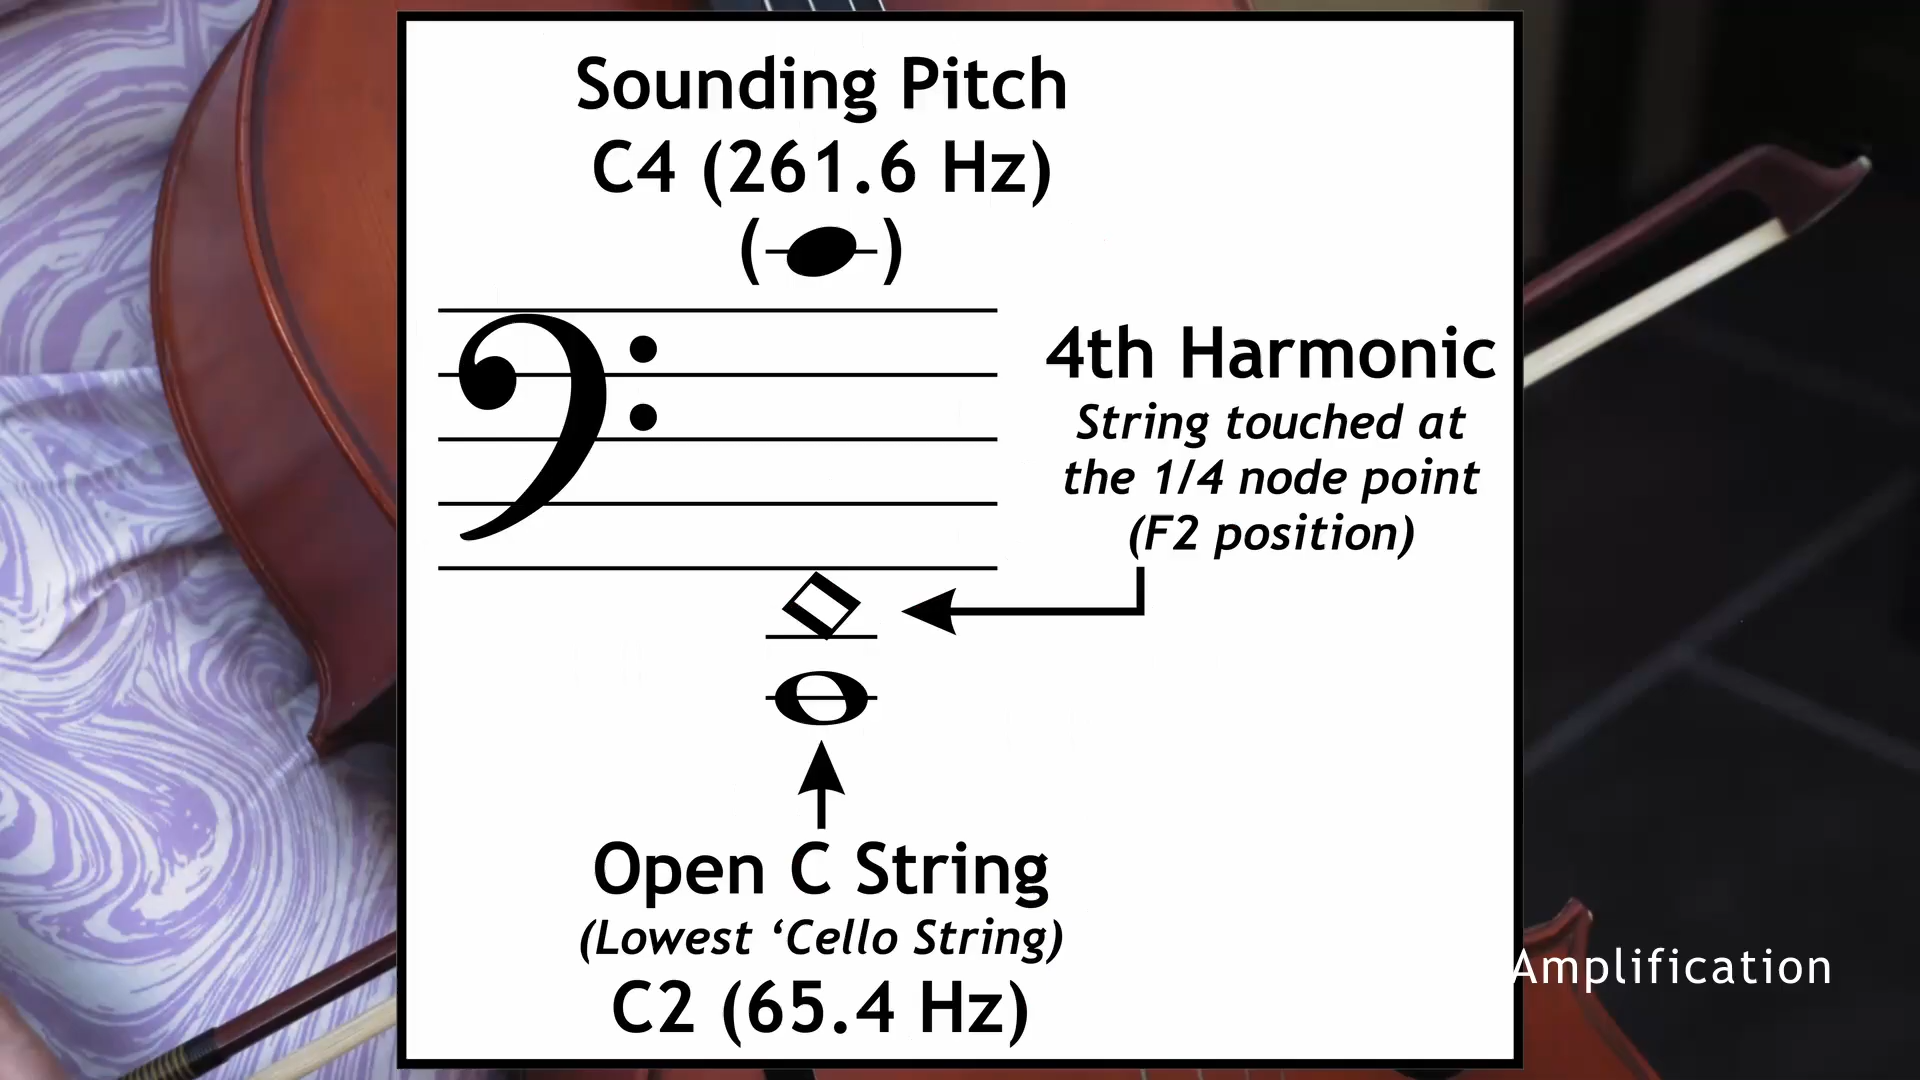 Sounding Pitch
C4 (261.6 Hz)
( )
4th Harmonic
String touched at
the 1/4 node point
(F2 position)
Open C String
(Lowest ‘Cello String)
C2 (65.4 Hz)
Amplification